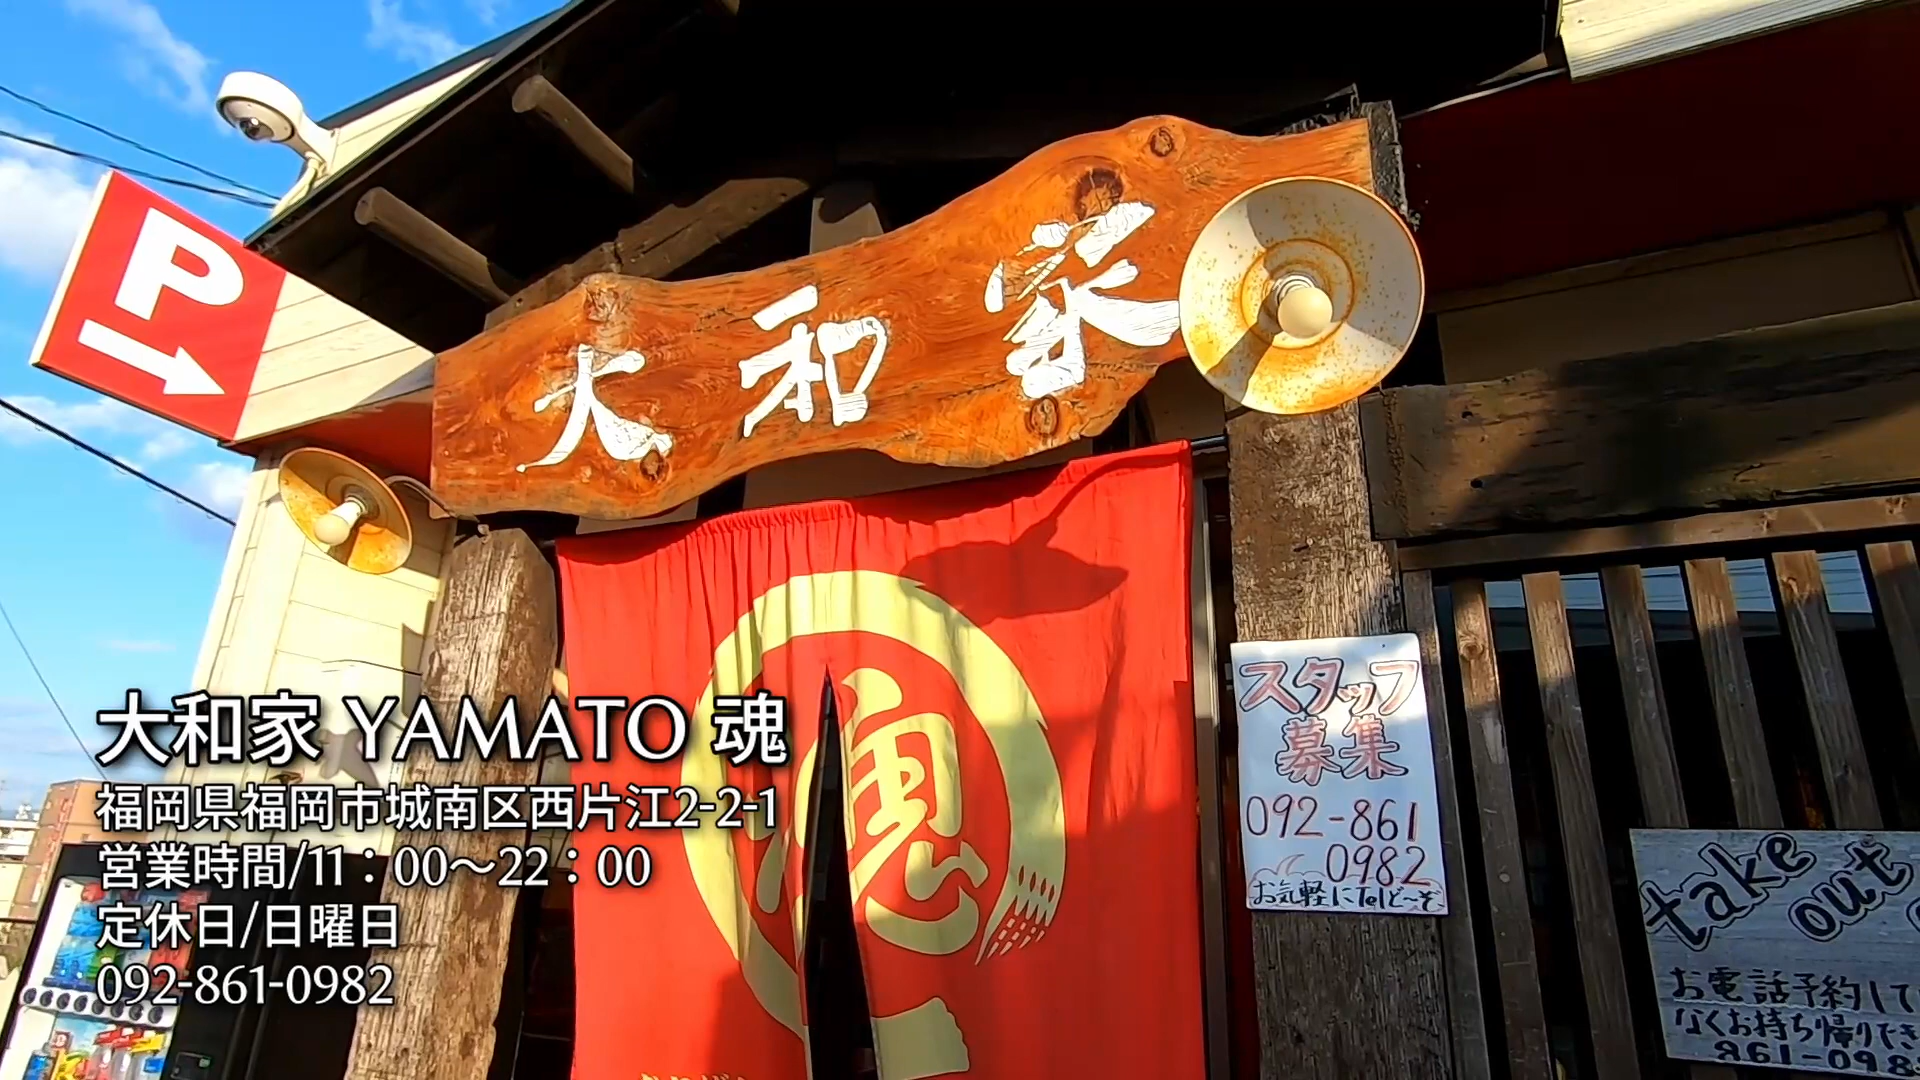 P
大和家
魂
大和家 YAMATO 魂
福岡県福岡市城南区西片江2-2-1
営業時間/11：00〜22：00
定休日/日曜日
092-861-0982
スタッフ
募集
092-861
0982
お気軽にTelど〜ぞ
take
out
お電話予約して
なくお持ち帰りでき
861-098